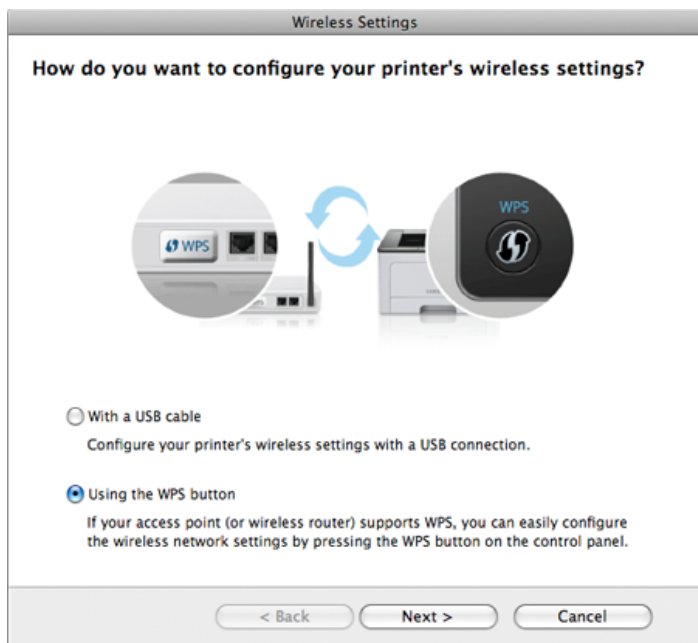 Wireless Settings
How do you want to configure your printer's wireless settings?
WPS
WPS
With a USB cable
Configure your printer's wireless settings with a USB connection.
Using the WPS button
If your access point (or wireless router) supports WPS, you can easily configure
the wireless network settings by pressing the WPS button on the control panel.
< Back
Next >
Cancel